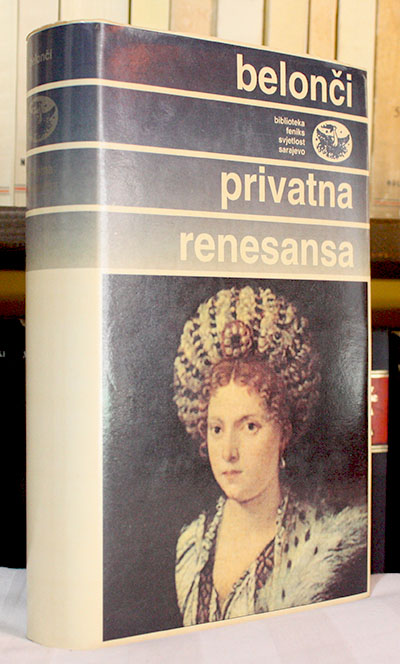 belonči
belonči
biblioteka
feniks
svjetlost
sarajevo
privatna
renesansa